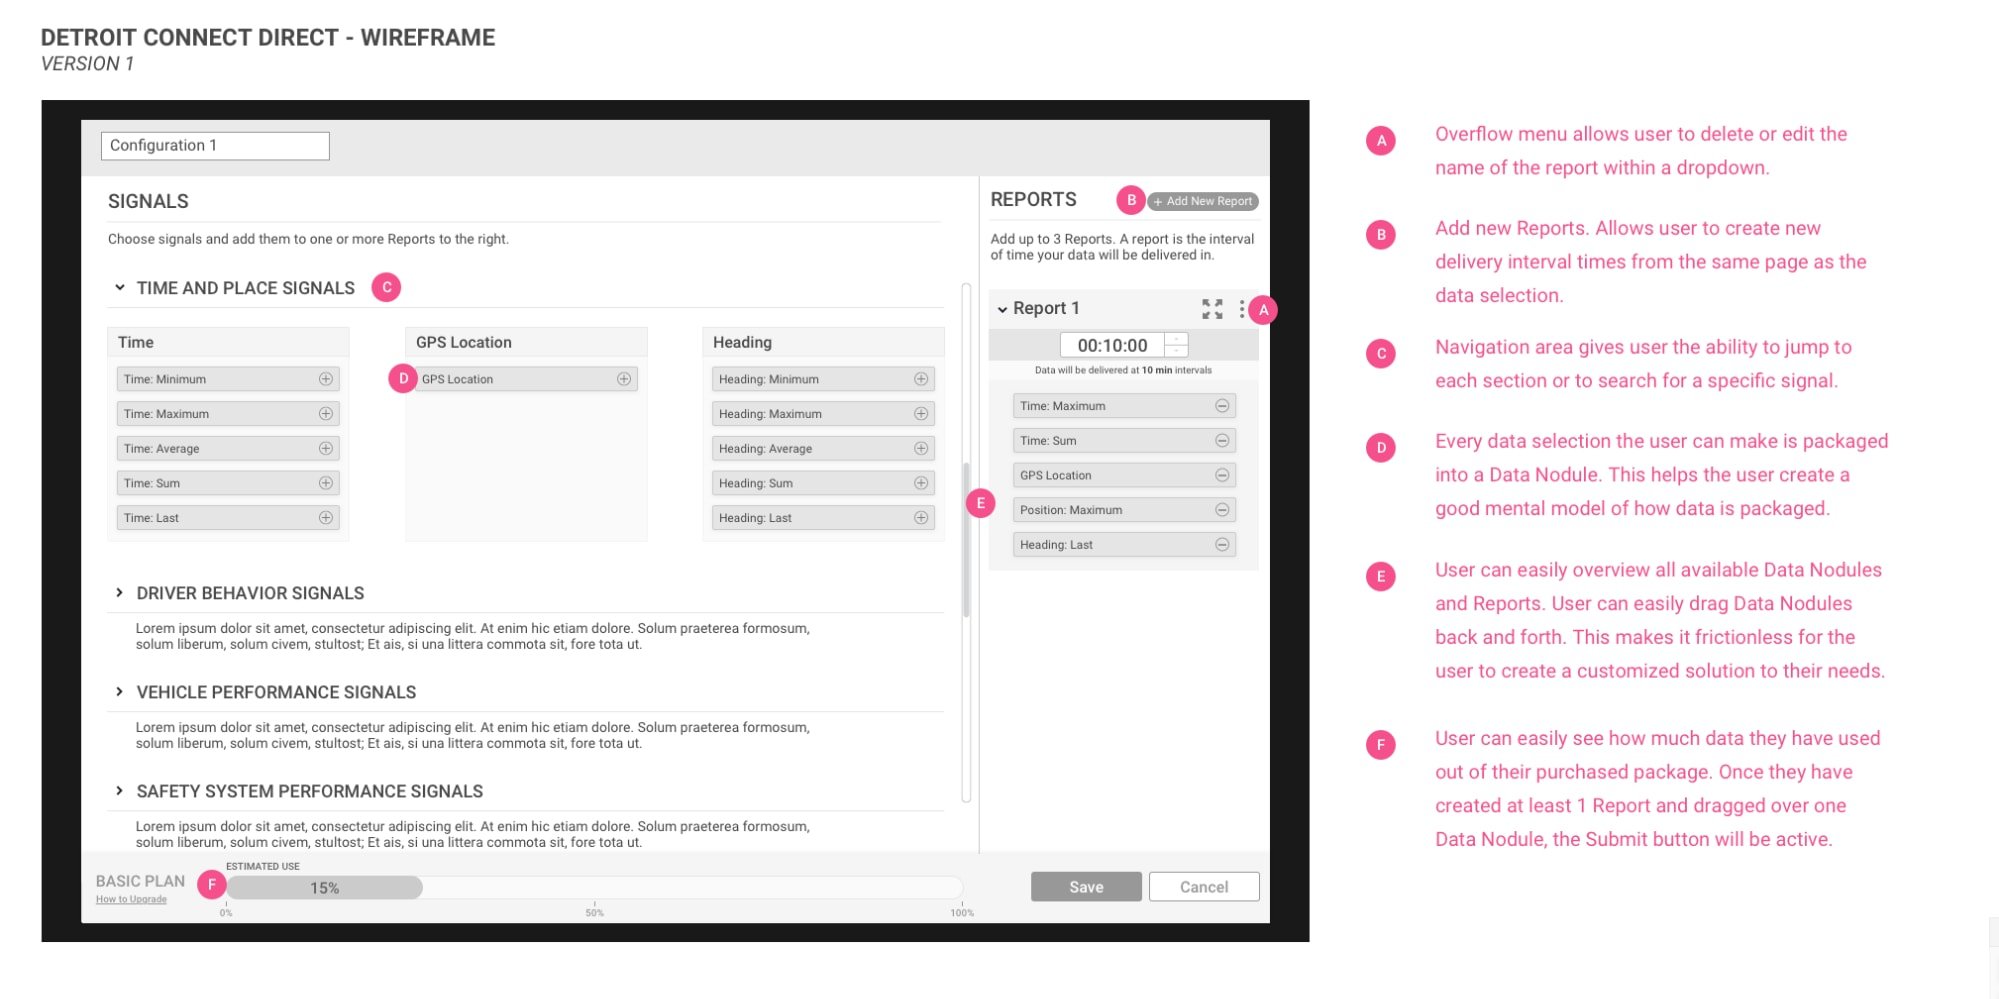 DETROIT CONNECT DIRECT - WIREFRAME
VERSION 1
Configuration 1
SIGNALS
Choose signals and add them to one or more Reports to the right.
TIME AND PLACE SIGNALS
C
Time
Time: Minimum
Time: Maximum
Time: Average
Time: Sum
Time: Last
GPS Location
D
GPS Location
Heading
Heading: Minimum
Heading: Maximum
Heading: Average
Heading: Sum
Heading: Last
DRIVER BEHAVIOR SIGNALS
Lorem ipsum dolor sit amet, consectetur adipiscing elit. At enim hic etiam dolore. Solum praeterea formosum,
solum liberum, solum civem, stultost; Et ais, si una littera commota sit, fore tota ut.
VEHICLE PERFORMANCE SIGNALS
Lorem ipsum dolor sit amet, consectetur adipiscing elit. At enim hic etiam dolore. Solum praeterea formosum,
solum liberum, solum civem, stultost; Et ais, si una littera commota sit, fore tota ut.
SAFETY SYSTEM PERFORMANCE SIGNALS
Lorem ipsum dolor sit amet, consectetur adipiscing elit. At enim hic etiam dolore. Solum praeterea formosum,
solum liberum, solum civem, stultost; Et ais, si una littera commota sit, fore tota ut.
E
REPORTS
B
+ Add New Report
Add up to 3 Reports. A report is the interval
of time your data will be delivered in.
Report 1
A
00:10:00
Data will be delivered at 10 min intervals
Time: Maximum
Time: Sum
GPS Location
Position: Maximum
Heading: Last
BASIC PLAN
How to Upgrade
F
ESTIMATED USE
15%
0%
50%
100%
Save
Cancel
A
Overflow menu allows user to delete or edit the
name of the report within a dropdown.
B
Add new Reports. Allows user to create new
delivery interval times from the same page as the
data selection.
C
Navigation area gives user the ability to jump to
each section or to search for a specific signal.
D
Every data selection the user can make is packaged
into a Data Nodule. This helps the user create a
good mental model of how data is packaged.
E
User can easily overview all available Data Nodules
and Reports. User can easily drag Data Nodules
back and forth. This makes it frictionless for the
user to create a customized solution to their needs.
F
User can easily see how much data they have used
out of their purchased package. Once they have
created at least 1 Report and dragged over one
Data Nodule, the Submit button will be active.